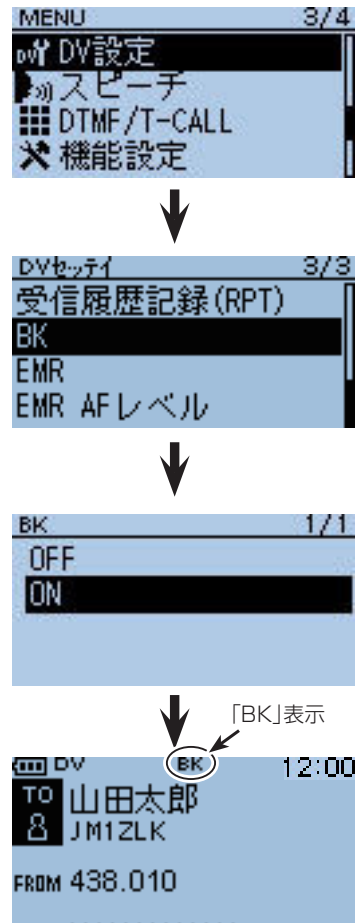 MENU 3/4
DV設定
スピーチ
DTMF/T-CALL
機能設定
DVセッテイ 3/3
受信履歴記録(RPT)
BK
EMR
EMR AFレベル
BK 1/1
OFF
ON
「BK」表示
DV BK 12:00
TO 山田太郎
JM1ZLK
FROM 438.010